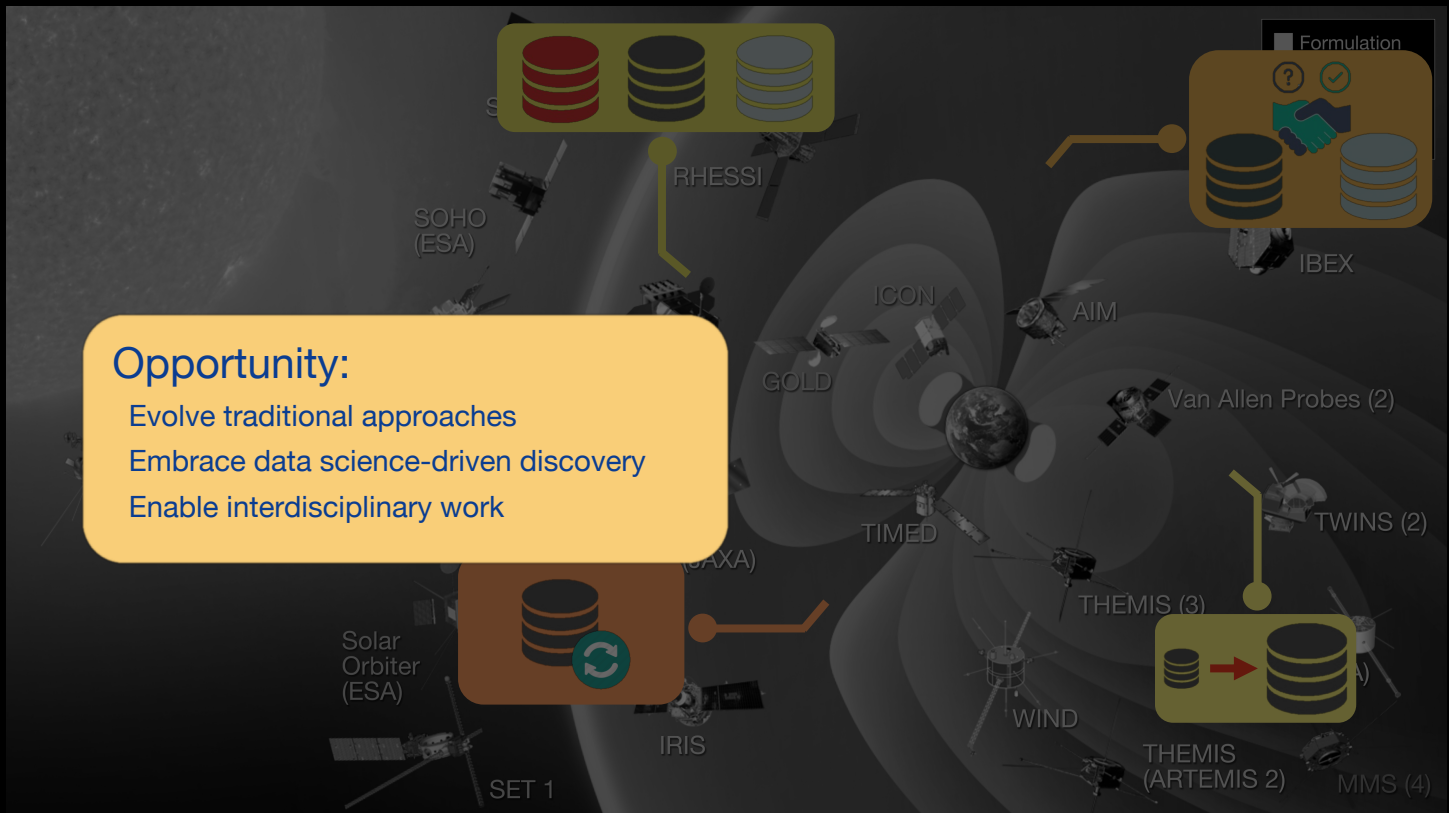 Formulation
?
RHESSI
SOHO
(ESA)
IBEX
ICON
AIM
GOLD
Van Allen Probes (2)
Opportunity:
Evolve traditional approaches
Embrace data science-driven discovery
Enable interdisciplinary work
TWINS (2)
TIMED
THEMIS (3)
Solar
Orbiter
(ESA)
WIND
IRIS
THEMIS
(ARTEMIS 2)
MMS (4)
SET 1